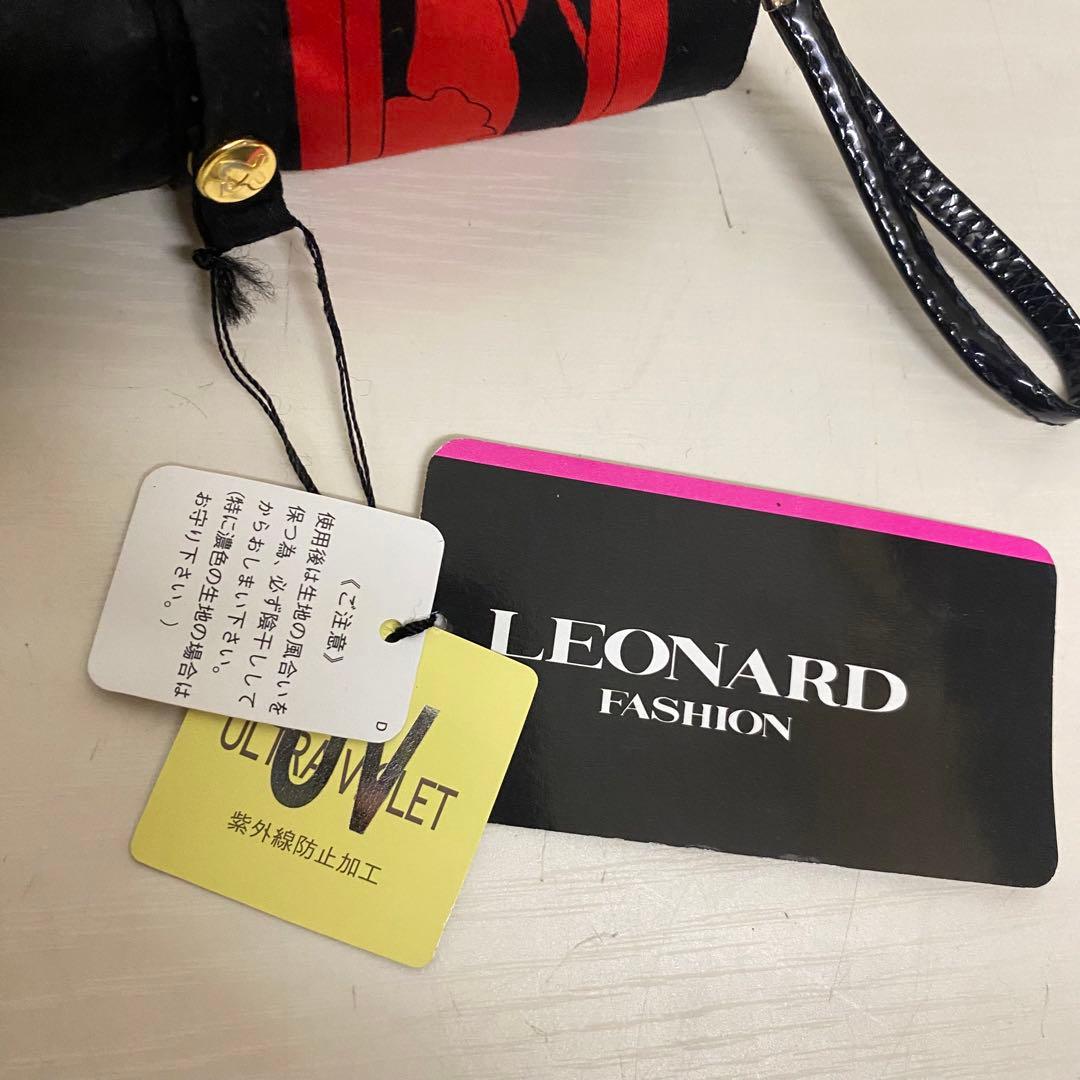 《ご注意》
使用後は生地の風合いを
保つ為、必ず陰干しして
からおしまい下さい。
(特に濃色の生地の場合は
お守り下さい。)
D
UV
ULTRAVIOLET
紫外線防止加工
LEONARD
FASHION